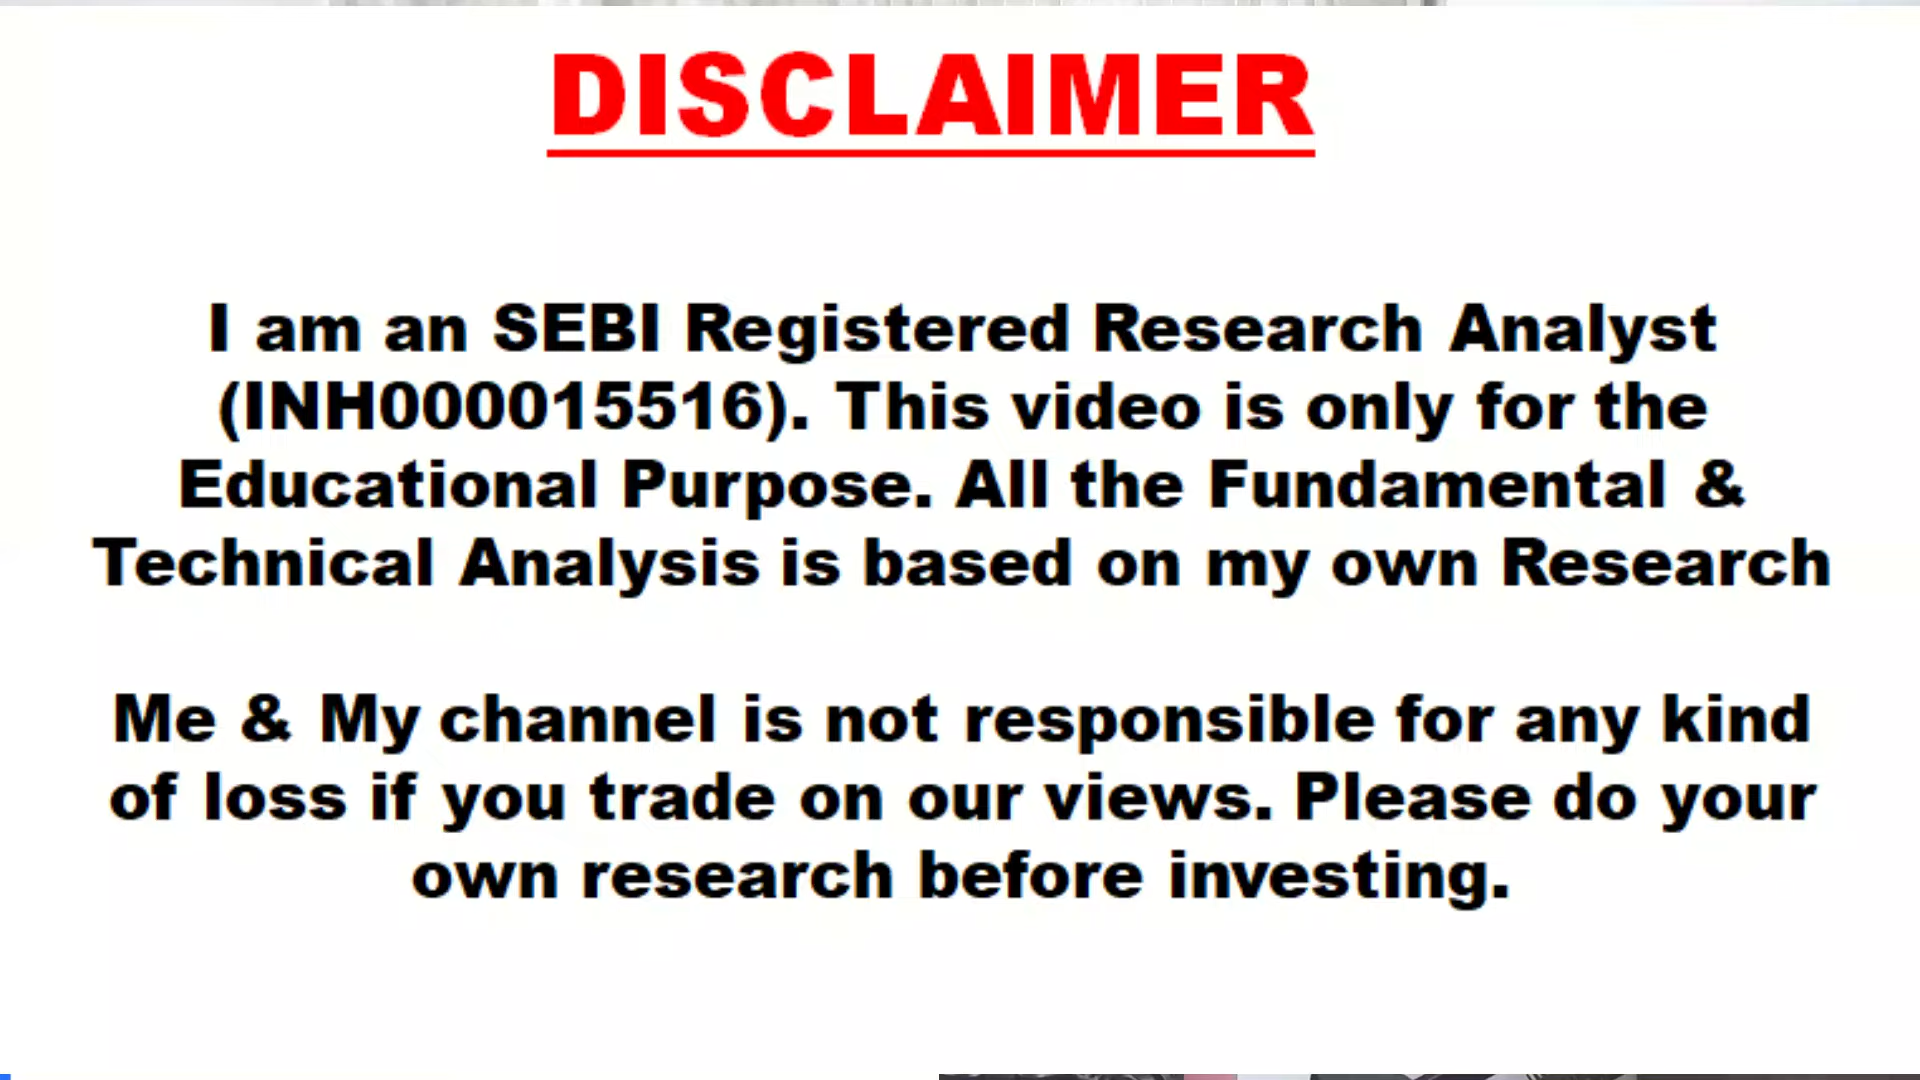 DISCLAIMER
I am an SEBI Registered Research Analyst
(INH000015516). This video is only for the
Educational Purpose. All the Fundamental &
Technical Analysis is based on my own Research
Me & My channel is not responsible for any kind
of loss if you trade on our views. Please do your
own research before investing.